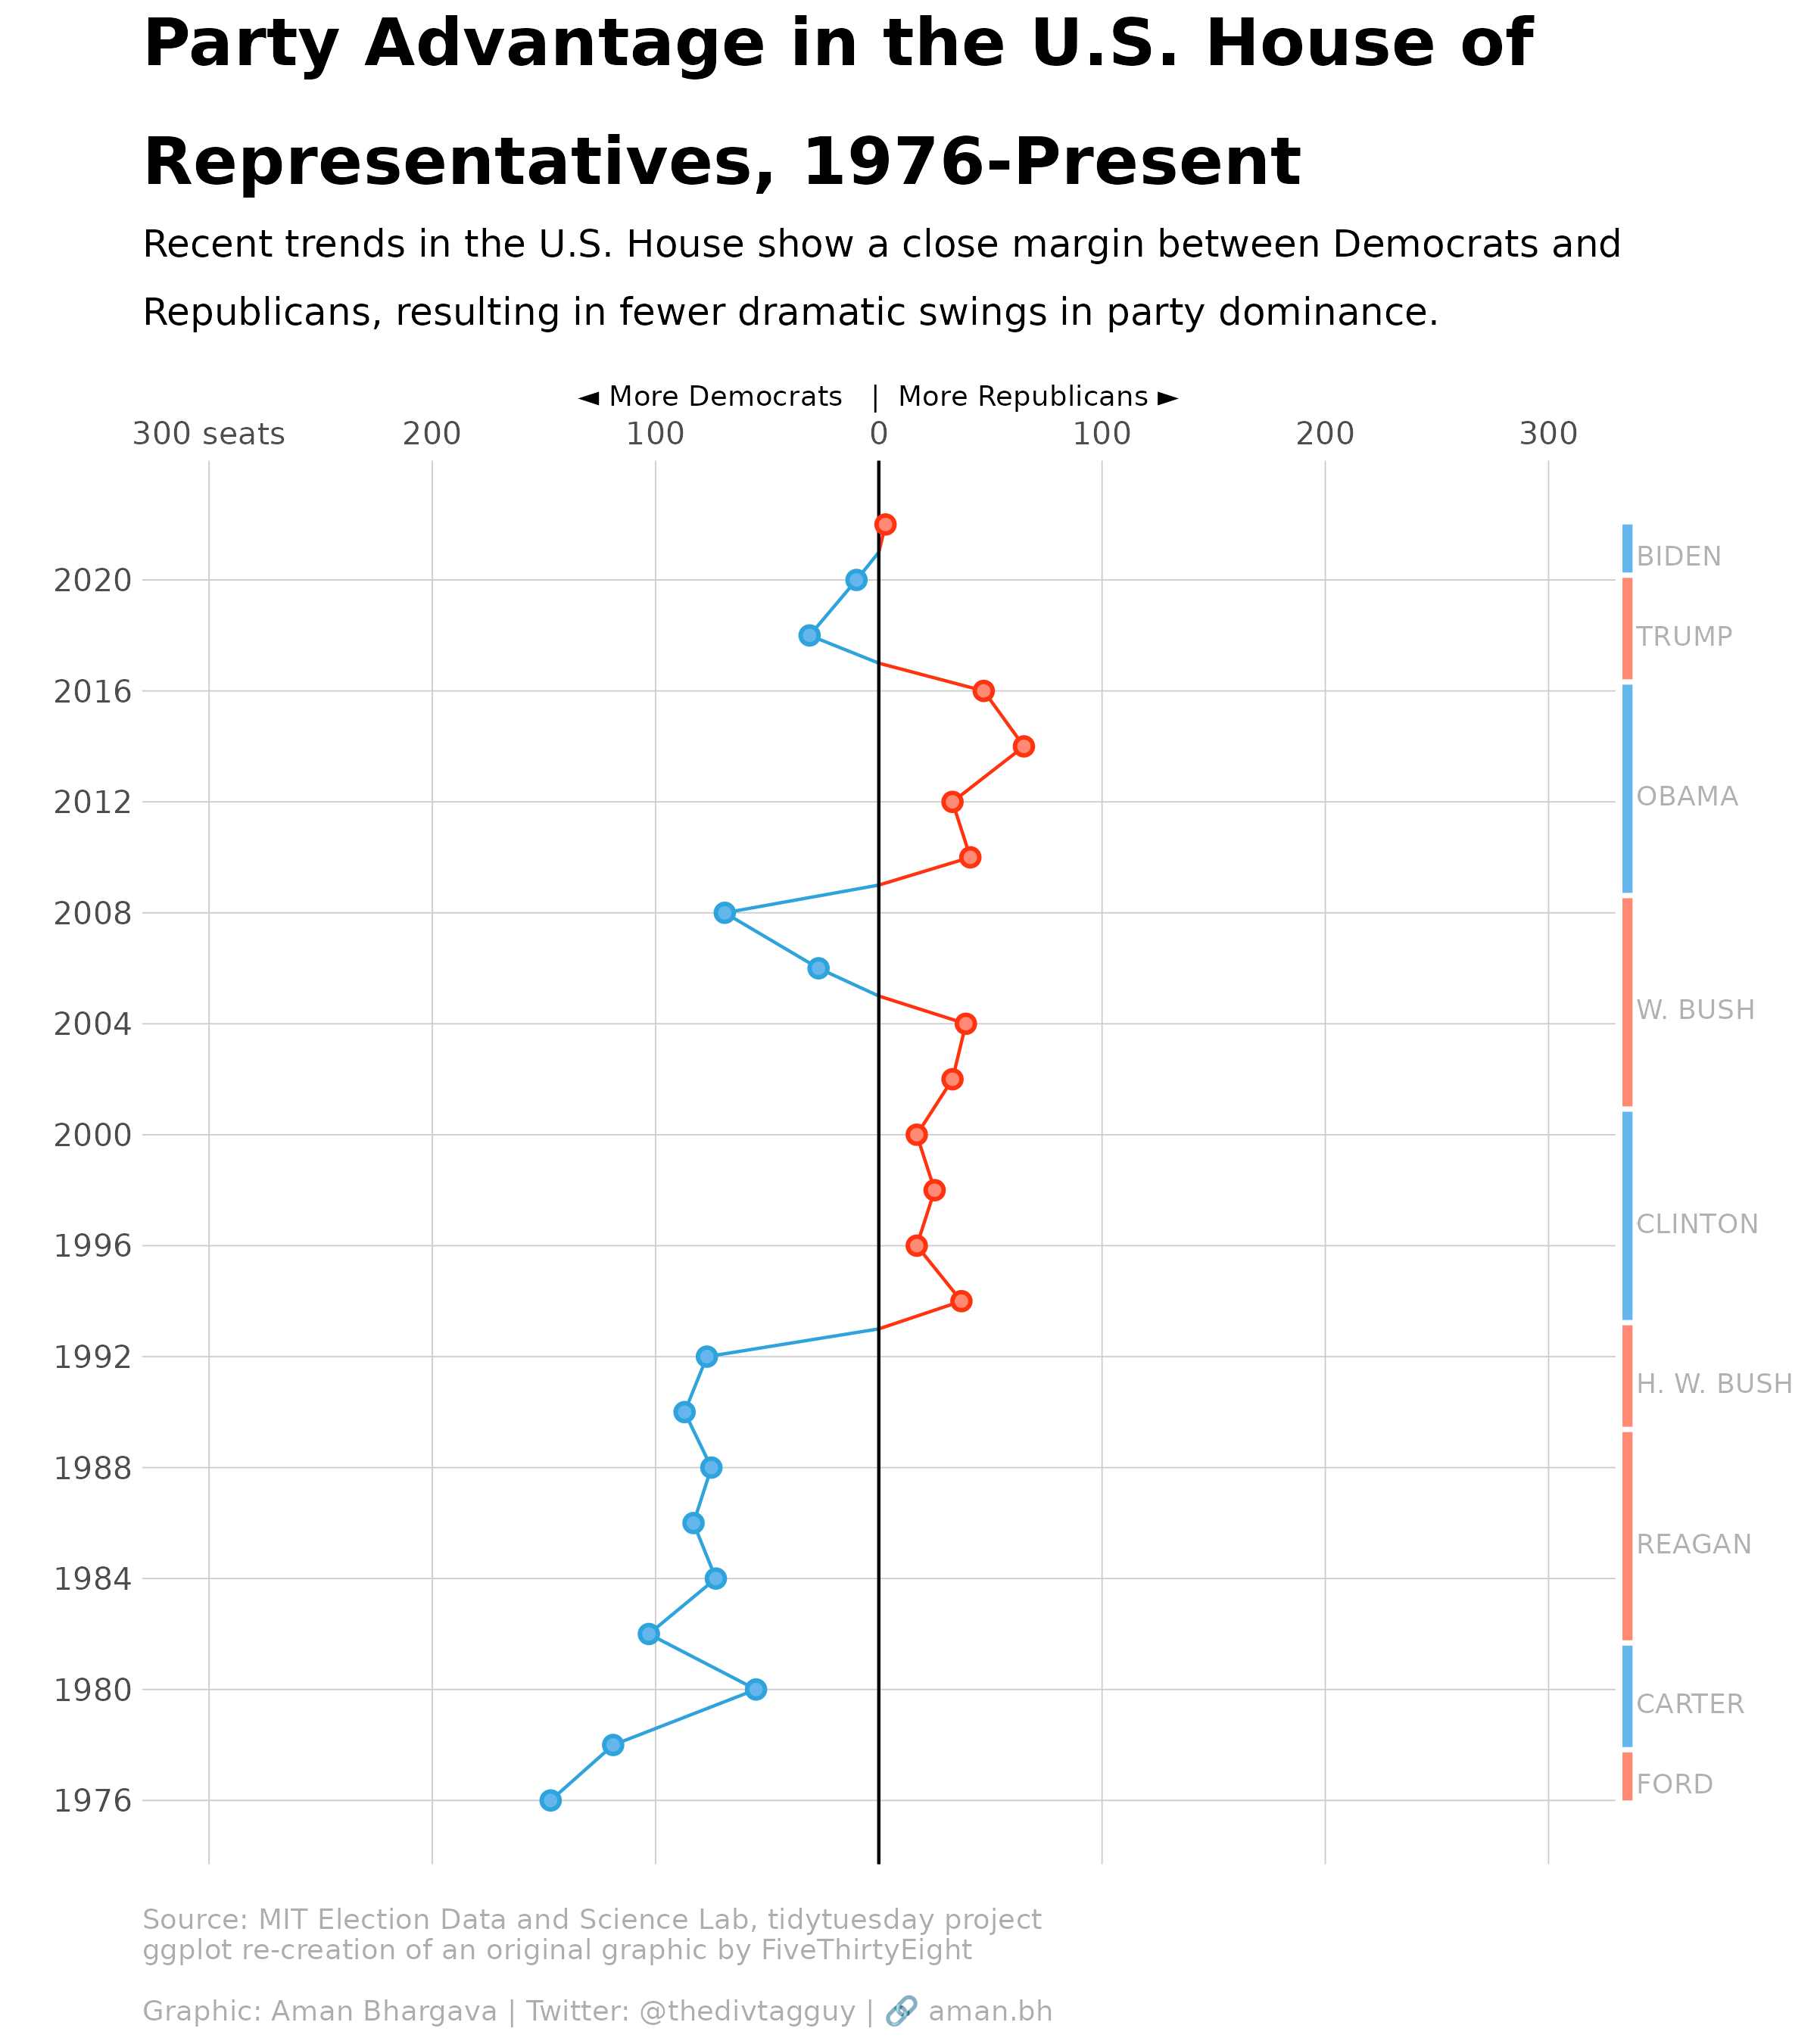 Party Advantage in the U.S. House of
Representatives, 1976-Present
Recent trends in the U.S. House show a close margin between Democrats and
Republicans, resulting in fewer dramatic swings in party dominance.
◄ More Democrats | More Republicans ►
300 seats 200 100 0 100 200 300
BIDEN
2020
TRUMP
2016
OBAMA
2012
2008
W. BUSH
2004
2000
CLINTON
1996
1992
H. W. BUSH
1988
REAGAN
1984
1980
CARTER
FORD
1976
Source: MIT Election Data and Science Lab, tidytuesday project
ggplot re-creation of an original graphic by FiveThirtyEight
Graphic: Aman Bhargava | Twitter: @thedivtagguy | 🔗 aman.bh